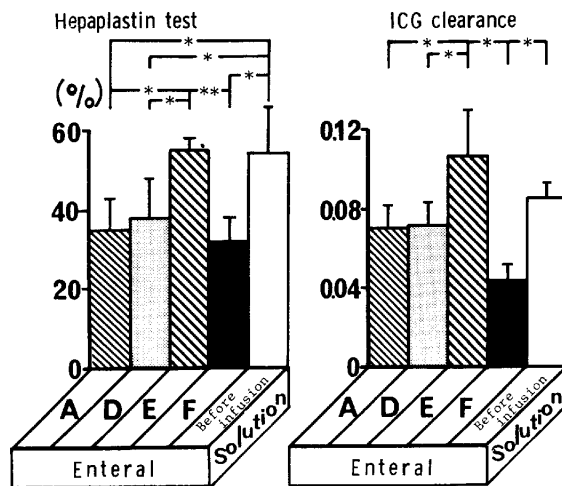 Hepaplastin test
ICG clearance
*
*
*
* ** 
*
(%)
60
40
20
0
* * *
*
0.12
0.08
0.04
0
A D E F Before infusion
Solution
Enteral
A D E F Before infusion
Solution
Enteral